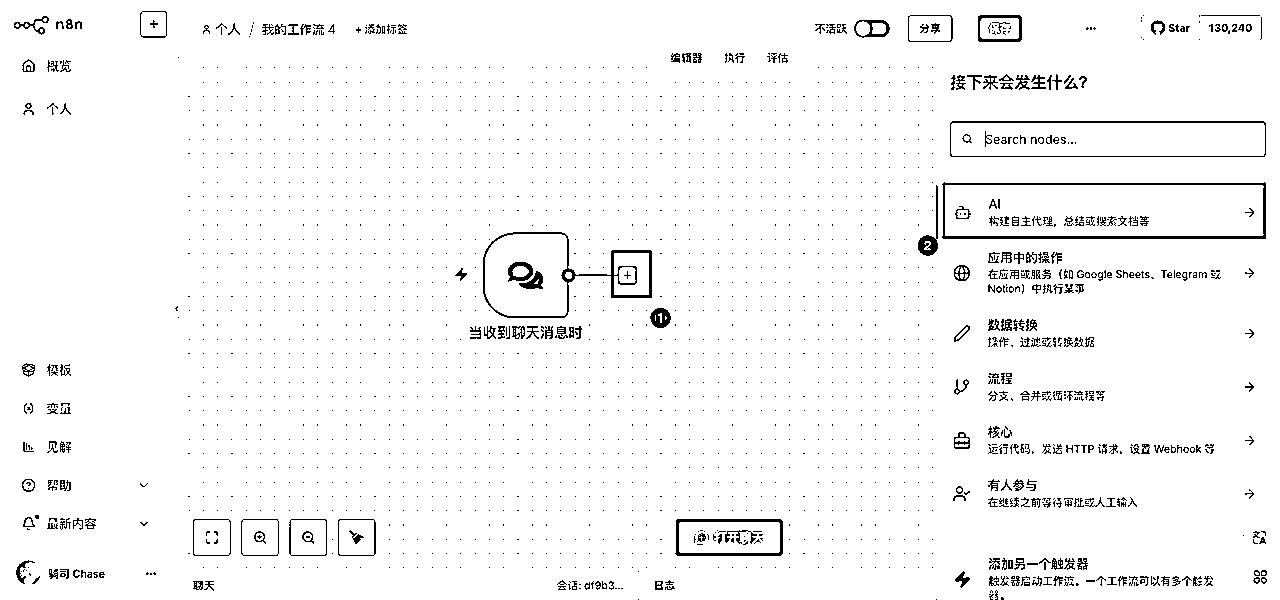 n8n
+
个人 / 我的工作流 4 + 添加标签
不活跃
分享
保存
...
Star 130,240
概览
个人
编辑器 执行 评估
接下来会发生什么?
Search nodes...
AI
构建自主代理，总结或搜索文档等
2
应用中的操作
在应用或服务（如 Google Sheets、Telegram 或
Notion）中执行某事
当收到聊天消息时
1
数据转换
操作、过滤或转换数据
流程
分支、合并或循环流程等
核心
运行代码，发送 HTTP 请求，设置 Webhook 等
有人参与
在继续之前等待审批或人工输入
模板
变量
见解
帮助
最新内容
骑司 Chase ...
打开聊天
聊天
会话: df9b3...
日志
添加另一个触发器
触发器启动工作流。一个工作流可以有多个触发
器。